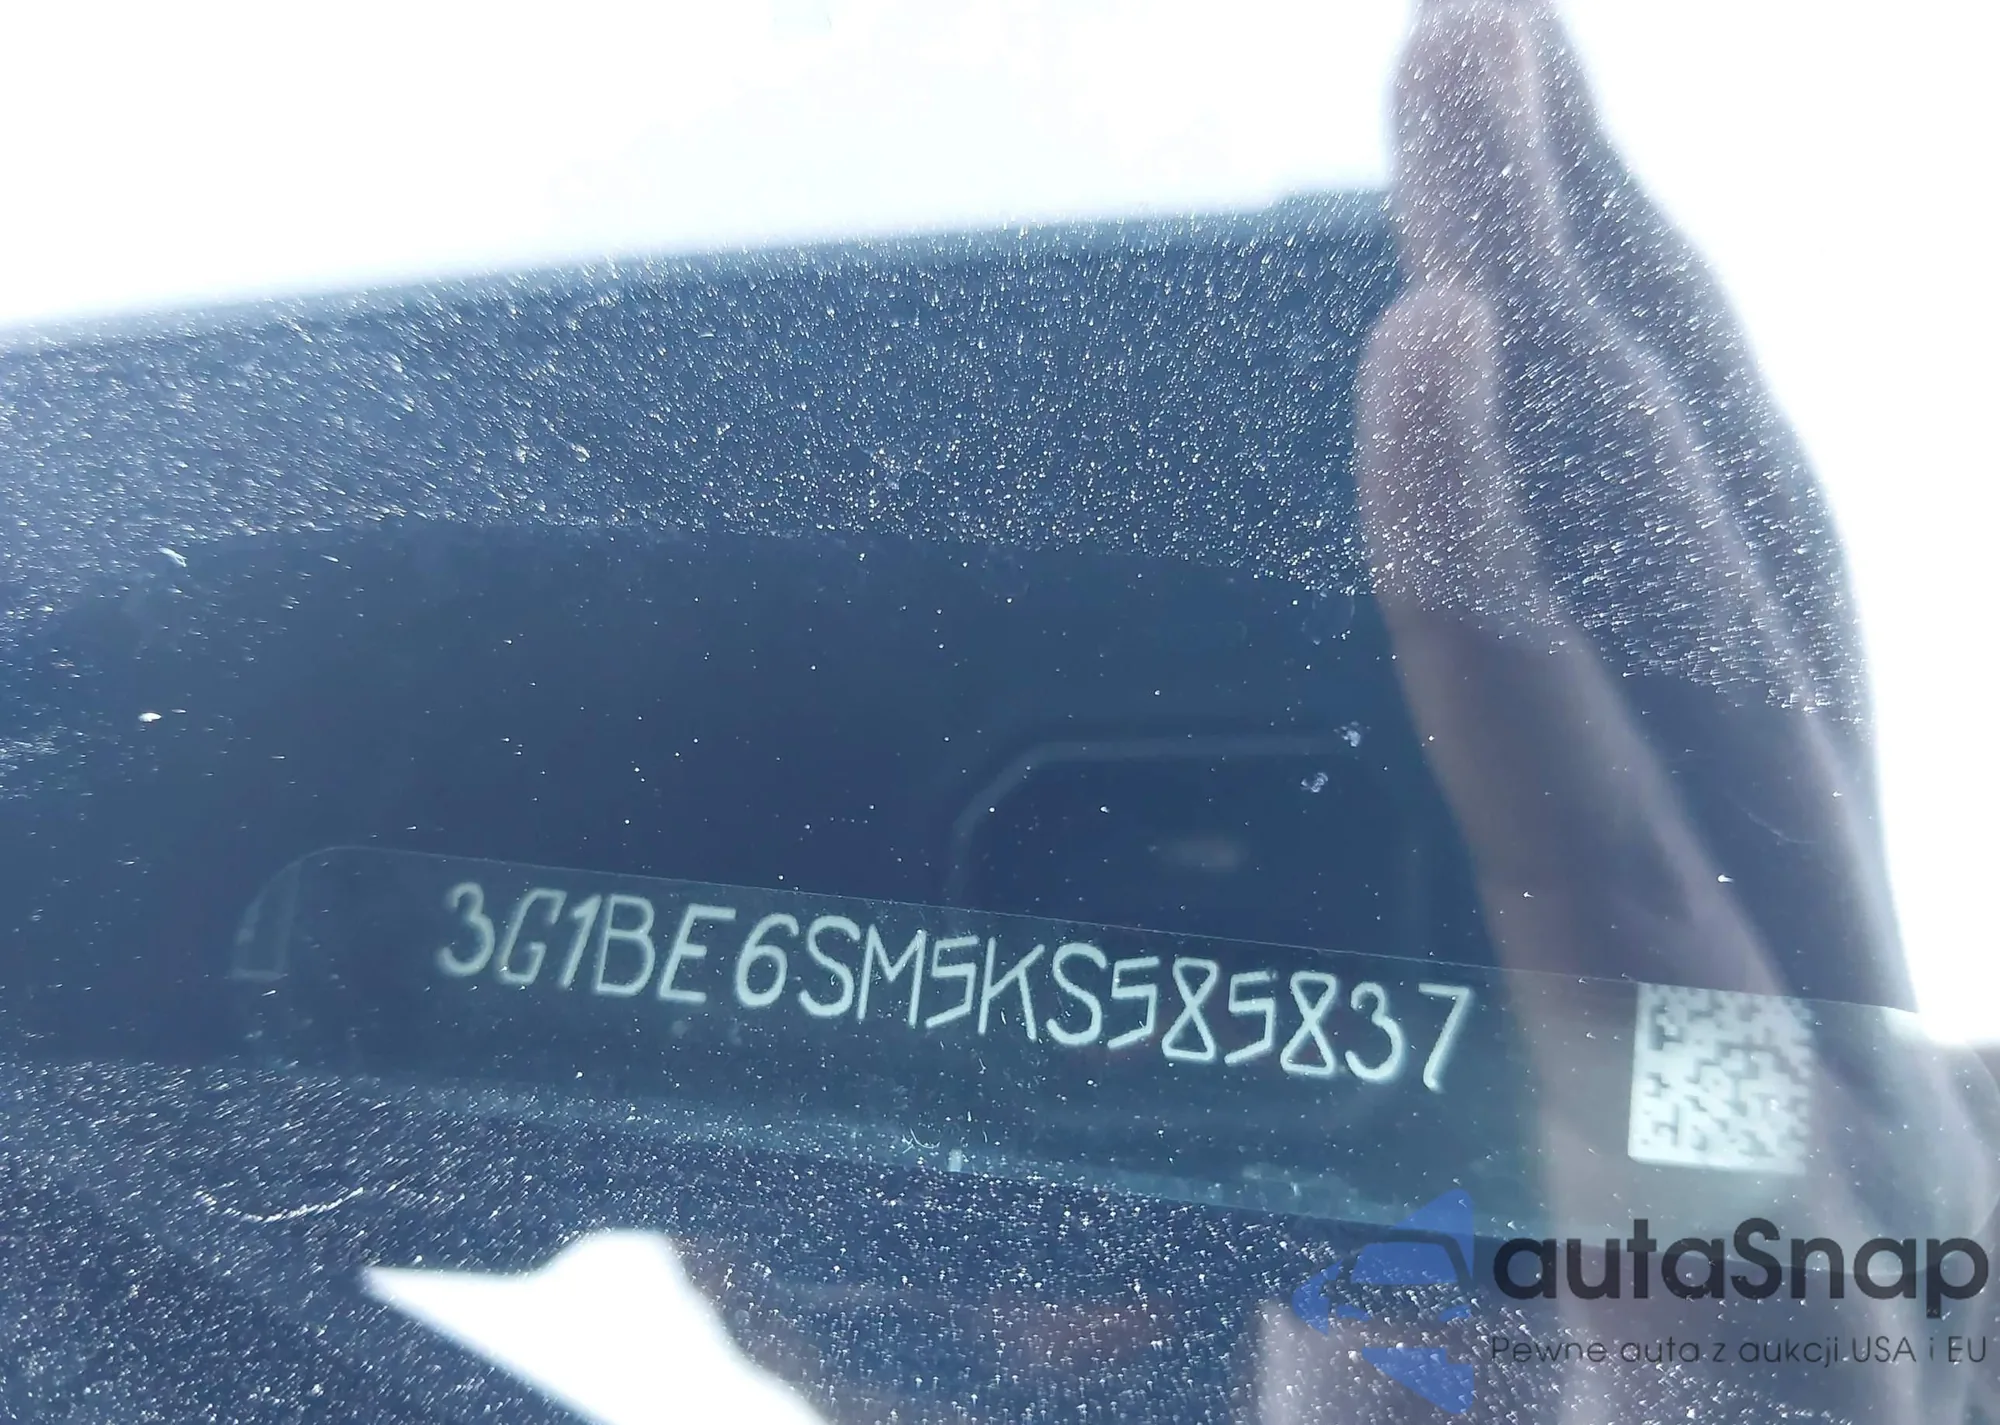 3G1BE6SM5KS585837
autaSnap
Pewne auta z aukcji USA i EU